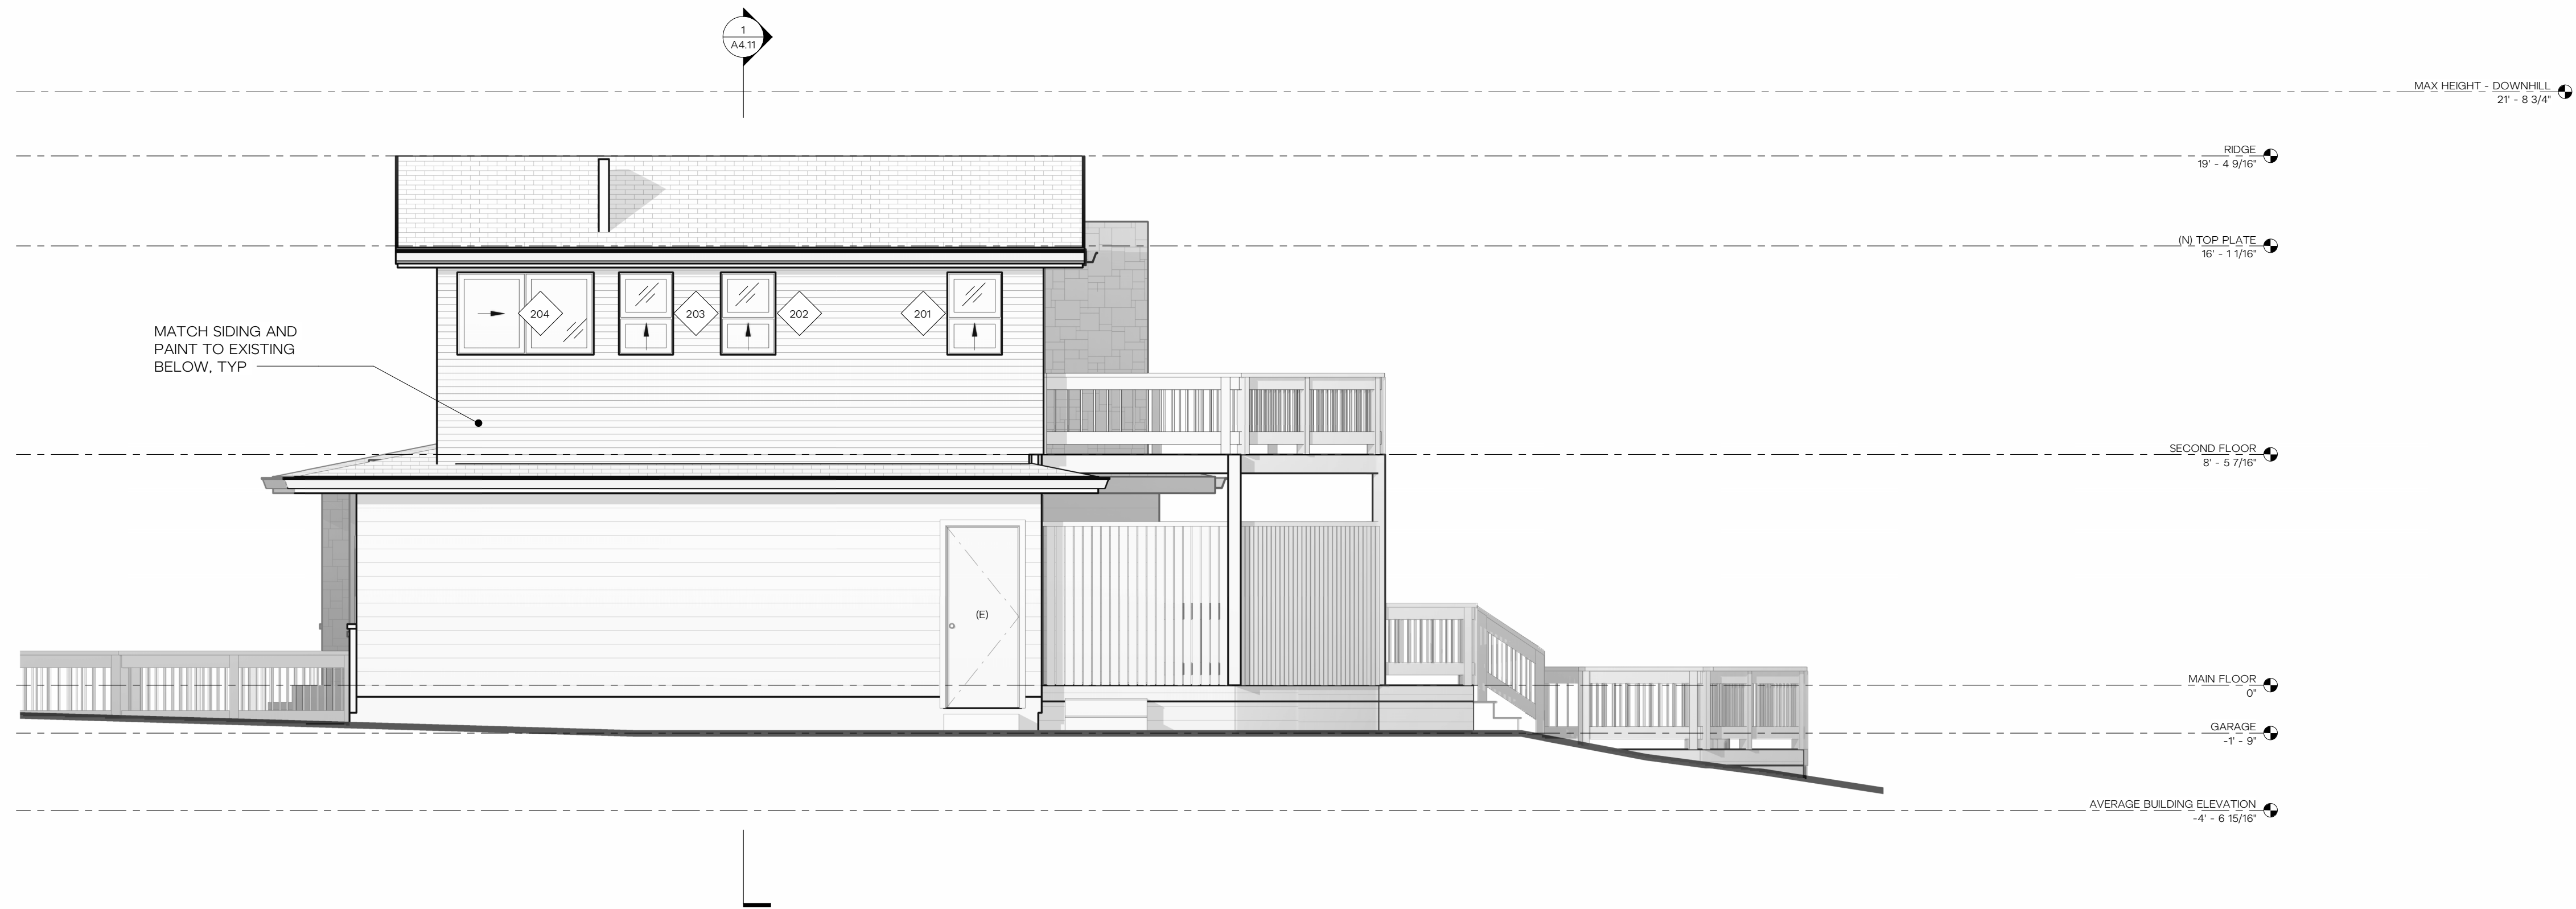 1
A4.11
MAX HEIGHT - DOWNHILL
21' - 8 3/4"
RIDGE
19' - 4 9/16"
(N) TOP PLATE
16' - 1 1/16"
204
203
202
201
MATCH SIDING AND
PAINT TO EXISTING
BELOW, TYP
SECOND FLOOR
8' - 5 7/16"
(E)
MAIN FLOOR
0"
GARAGE
-1' - 9"
AVERAGE BUILDING ELEVATION
-4' - 6 15/16"